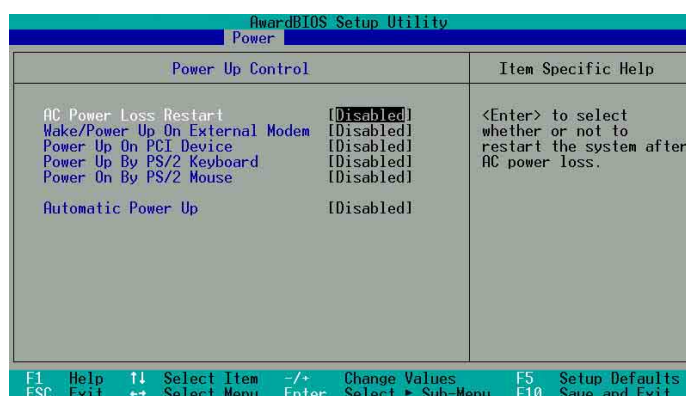 AwardBIOS Setup Utility
Power
Power Up Control
Item Specific Help
AC Power Loss Restart [Disabled]
Wake/Power Up On External Modem [Disabled]
Power Up On PCI Device [Disabled]
Power Up By PS/2 Keyboard [Disabled]
Power On By PS/2 Mouse [Disabled]
Automatic Power Up [Disabled]
<Enter> to select
whether or not to
restart the system after
AC power loss.
F1 Help ↑↓ Select Item -/+ Change Values F5 Setup Defaults
ESC Exit ←→ Select Menu Enter Select ► Sub-Menu F10 Save and Exit